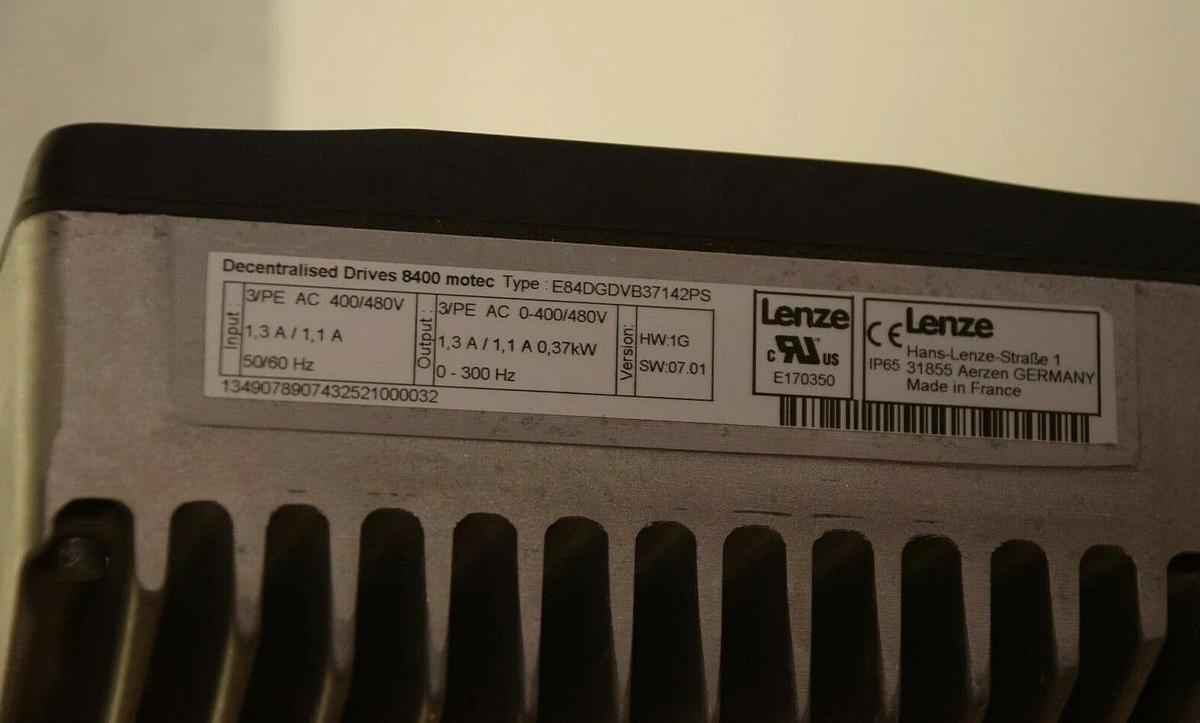 Decentralised Drives 8400 motec Type : E84DGDVB37142PS
Input :
3/PE AC 400/480V
1,3 A / 1,1 A
50/60 Hz
Output :
3/PE AC 0-400/480V
1,3 A / 1,1 A 0,37kW
0 - 300 Hz
Version:
HW:1G
SW:07.01
1349078907432521000032
Lenze
c RU US
E170350
CE Lenze
Hans-Lenze-Straße 1
IP65 31855 Aerzen GERMANY
Made in France